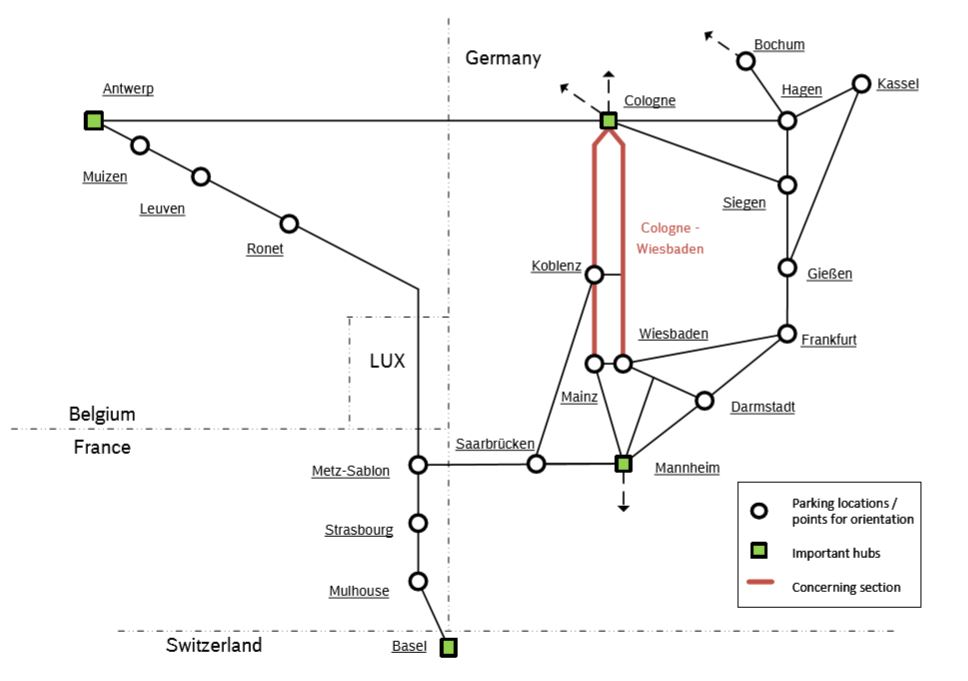 Bochum
Germany
Kassel
Antwerp
Hagen
Cologne
Muizen
Siegen
Leuven
Cologne -
Wiesbaden
Ronet
Koblenz
Gießen
Wiesbaden
Frankfurt
LUX
Mainz
Darmstadt
Belgium
France
Saarbrücken
Metz-Sablon
Mannheim
Parking locations /
points for orientation
Strasbourg
Important hubs
Mulhouse
Concerning section
Switzerland
Basel